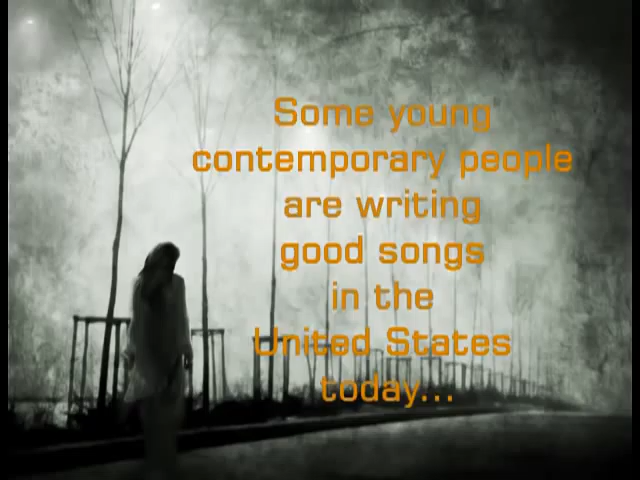 Some young
contemporary people
are writing
good songs
in the
United States
today...